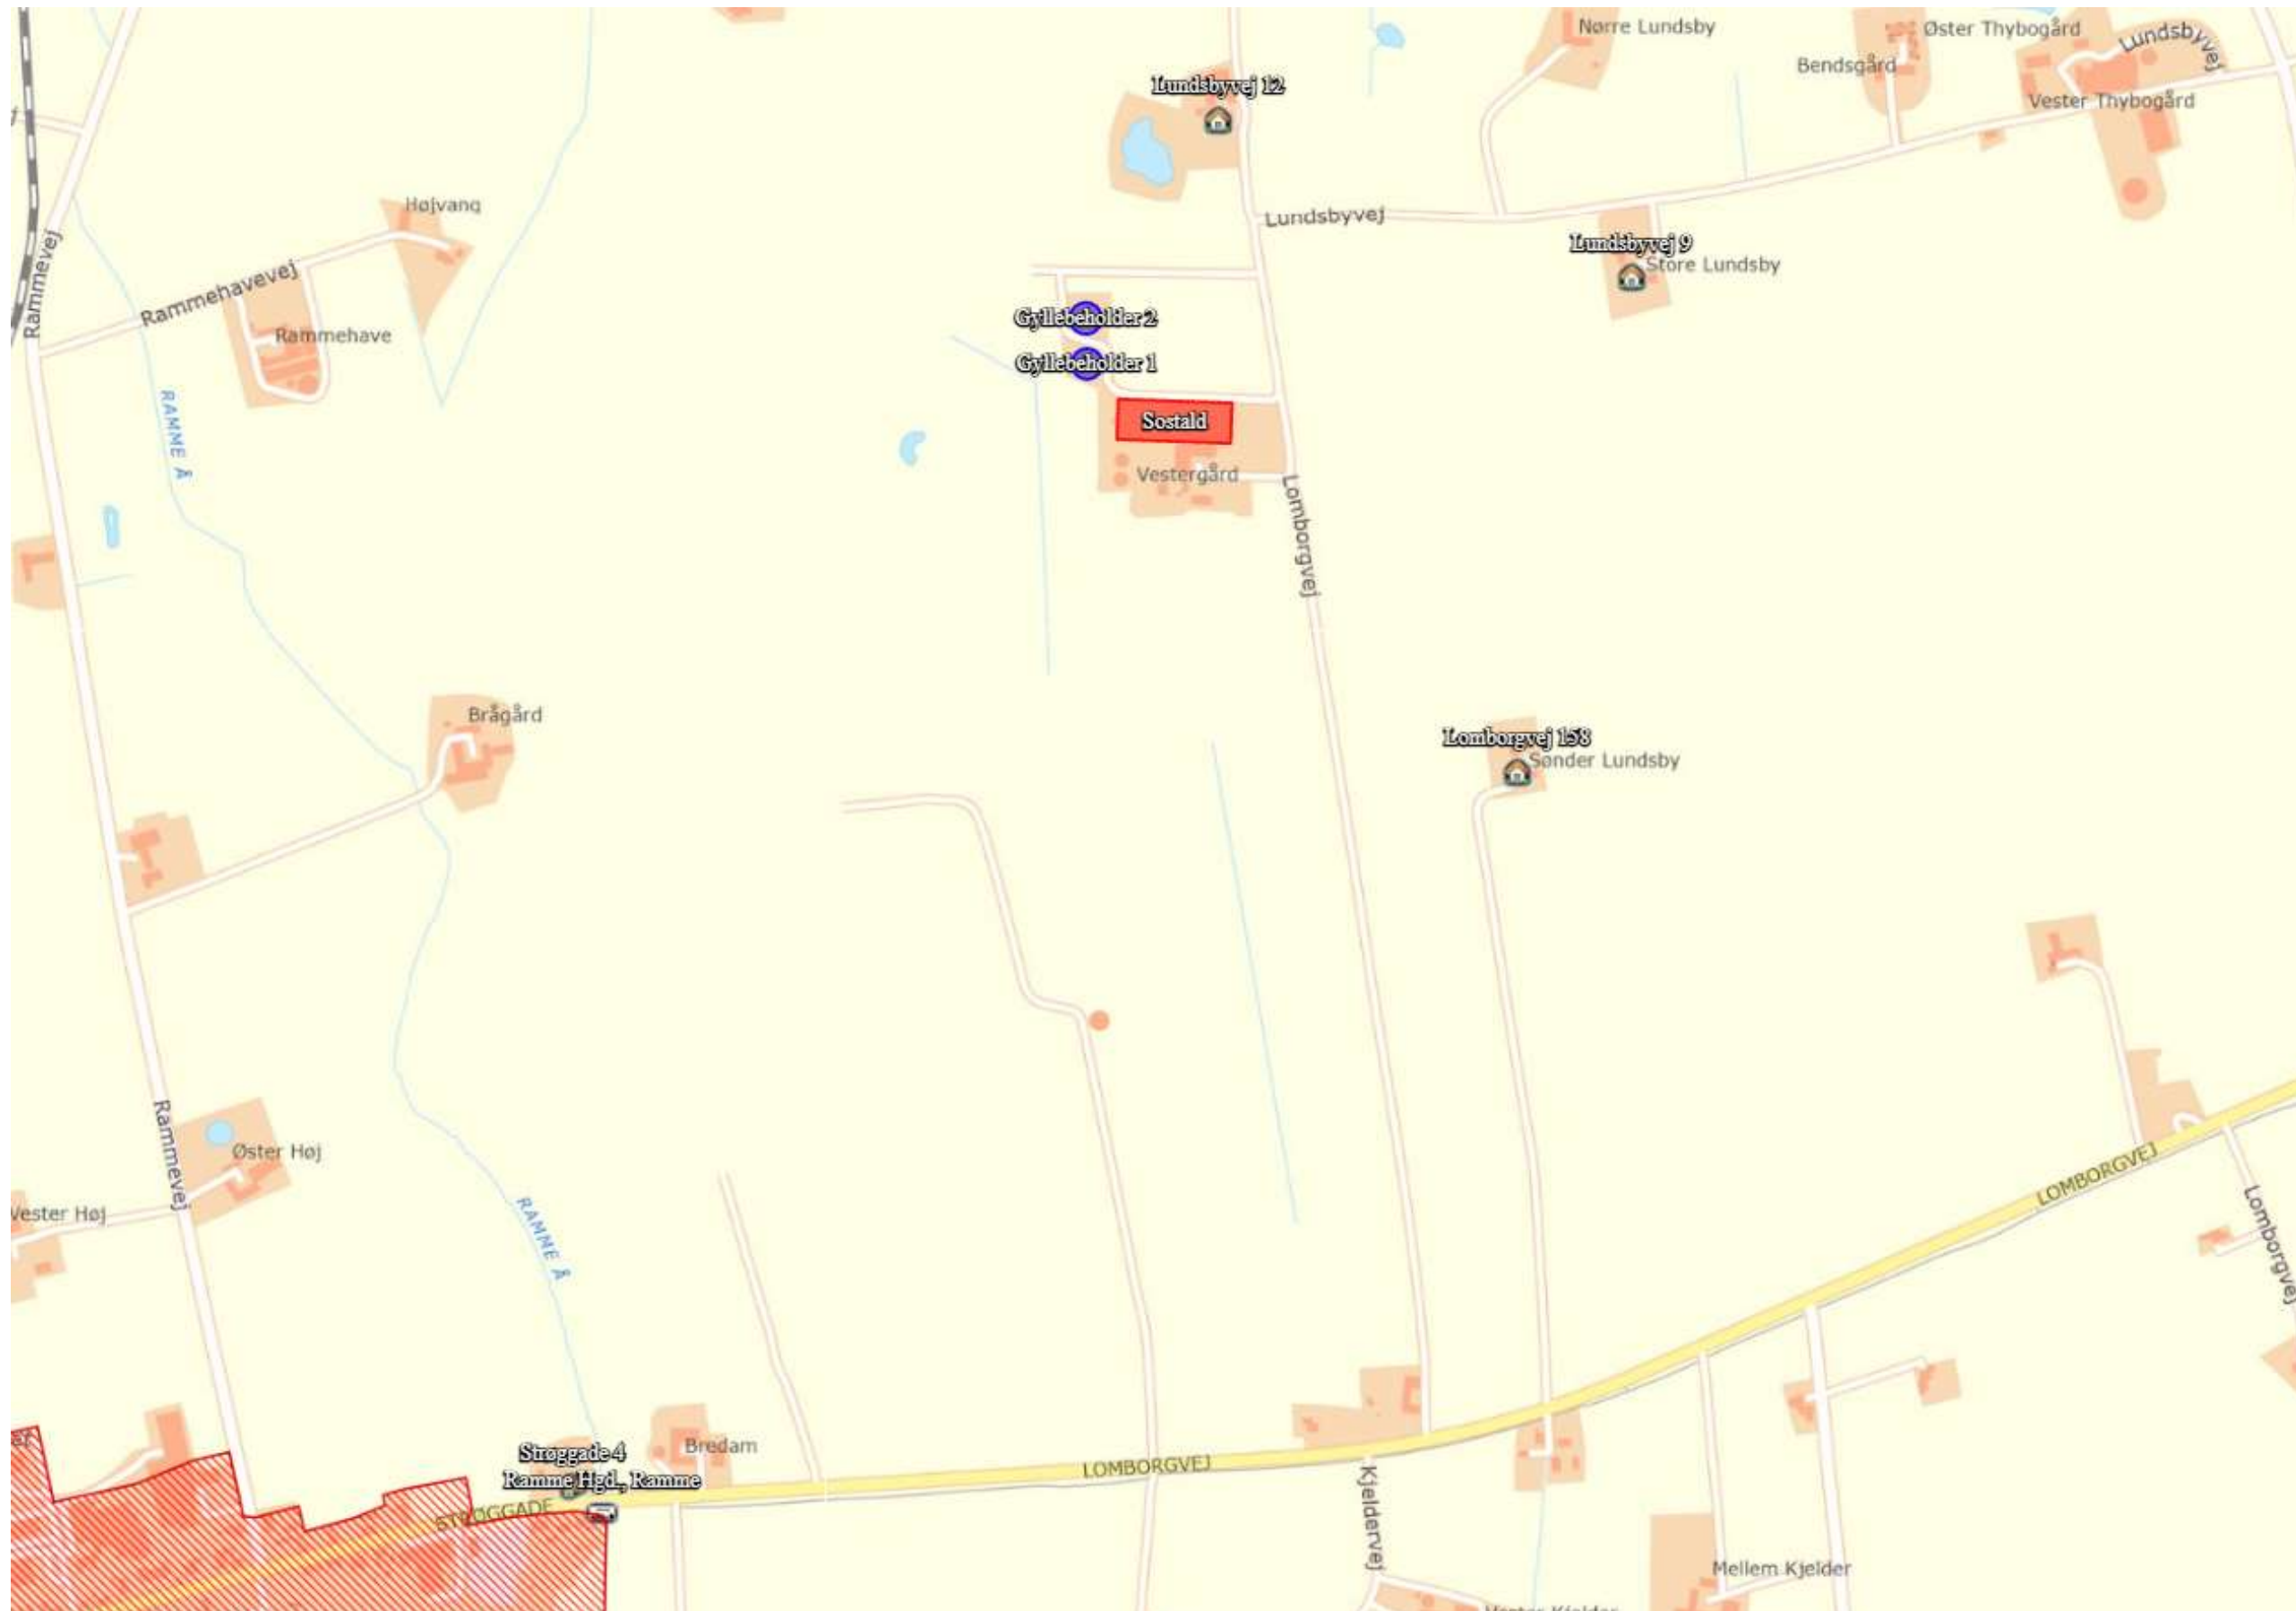 Nørre Lundsby
Øster Thybogård
Lundsbyvej
Bendsgård
Lundsbyvej 12
Vester Thybogård
Højvang
Lundsbyvej
Rammevej
Lundsbyvej 9
Store Lundsby
Rammehavevej
Rammehave
Gyllebeholder 2
Gyllebeholder 1
RAMME Å
Sostald
Vestergård
Lomborgvej
Brågård
Lomborgvej 158
Sønder Lundsby
Rammevej
Øster Høj
Vester Høj
RAMME Å
LOMBORGVEJ
Lomborgvej
Strøggade 4
Bredam
Ramme Hgd., Ramme
LOMBORGVEJ
STRØGGADE
Kjeldervej
Mellem Kjelder
Vester Kjelder